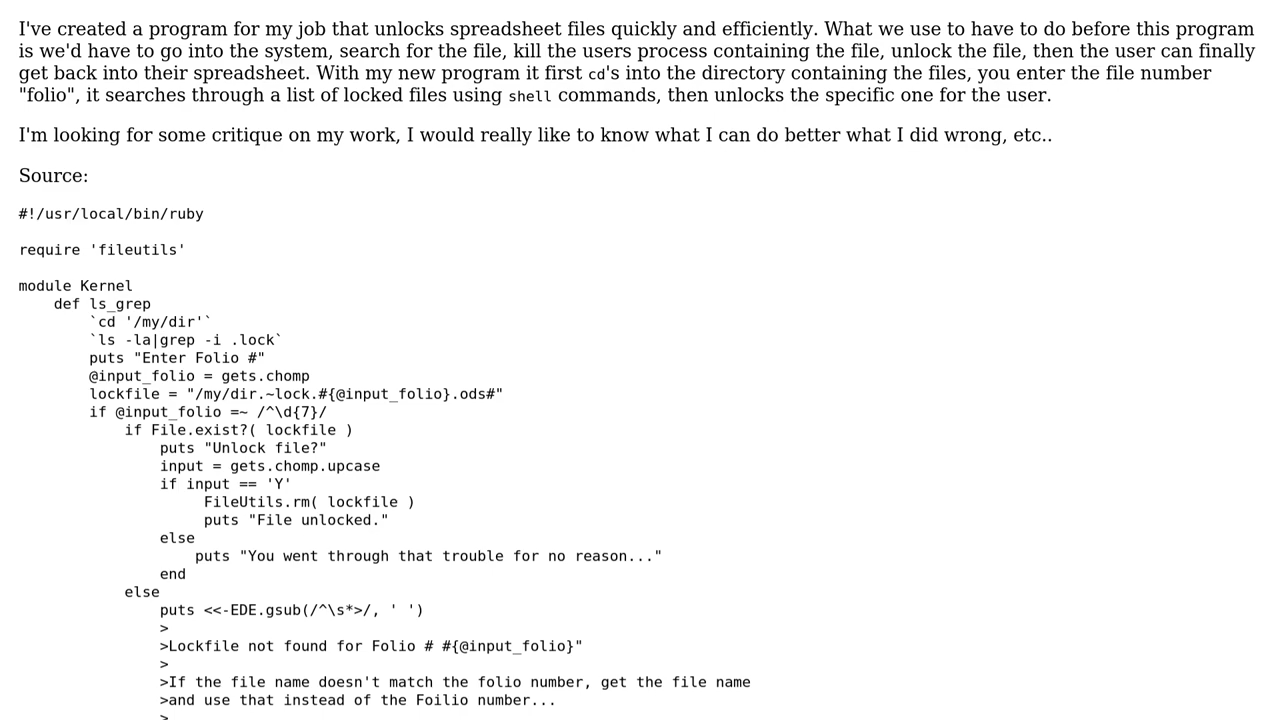 I've created a program for my job that unlocks spreadsheet files quickly and efficiently. What we use to have to do before this program
is we'd have to go into the system, search for the file, kill the users process containing the file, unlock the file, then the user can finally
get back into their spreadsheet. With my new program it first cd's into the directory containing the files, you enter the file number
"folio", it searches through a list of locked files using shell commands, then unlocks the specific one for the user.
I'm looking for some critique on my work, I would really like to know what I can do better what I did wrong, etc..
Source:
#!/usr/local/bin/ruby
require 'fileutils'
module Kernel
    def ls_grep
        `cd '/my/dir'`
        `ls -la|grep -i .lock`
        puts "Enter Folio #"
        @input_folio = gets.chomp
        lockfile = "/my/dir.~lock.#{@input_folio}.ods#"
        if @input_folio =~ /^\d{7}/
            if File.exist?( lockfile )
                puts "Unlock file?"
                input = gets.chomp.upcase
                if input == 'Y'
                     FileUtils.rm( lockfile )
                     puts "File unlocked."
                else
                    puts "You went through that trouble for no reason..."
                end
            else
                puts <<-EDE.gsub(/^\s*>/, ' ')
                >
                >Lockfile not found for Folio # #{@input_folio}"
                >
                >If the file name doesn't match the folio number, get the file name
                >and use that instead of the Foilio number...
                >